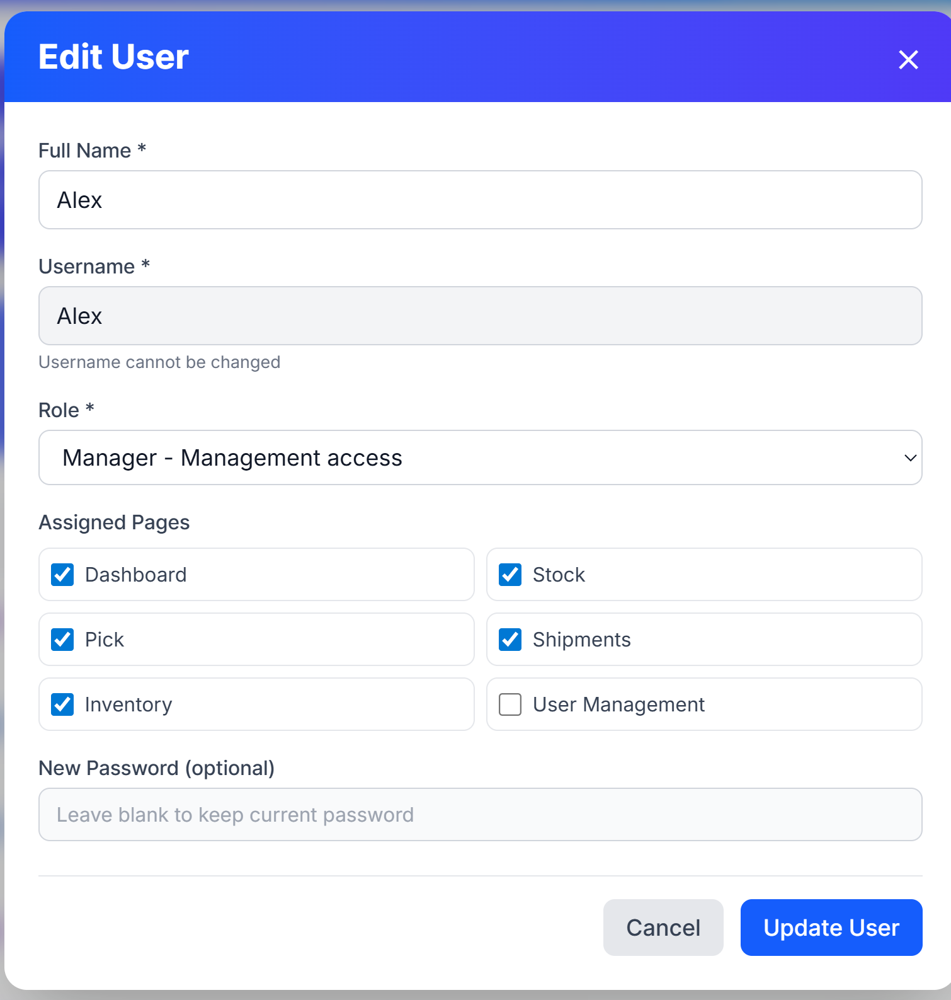 Edit User
Full Name *
Alex
Username *
Alex
Username cannot be changed
Role *
Manager - Management access
Assigned Pages
Dashboard
Stock
Pick
Shipments
Inventory
User Management
New Password (optional)
Leave blank to keep current password
Cancel
Update User